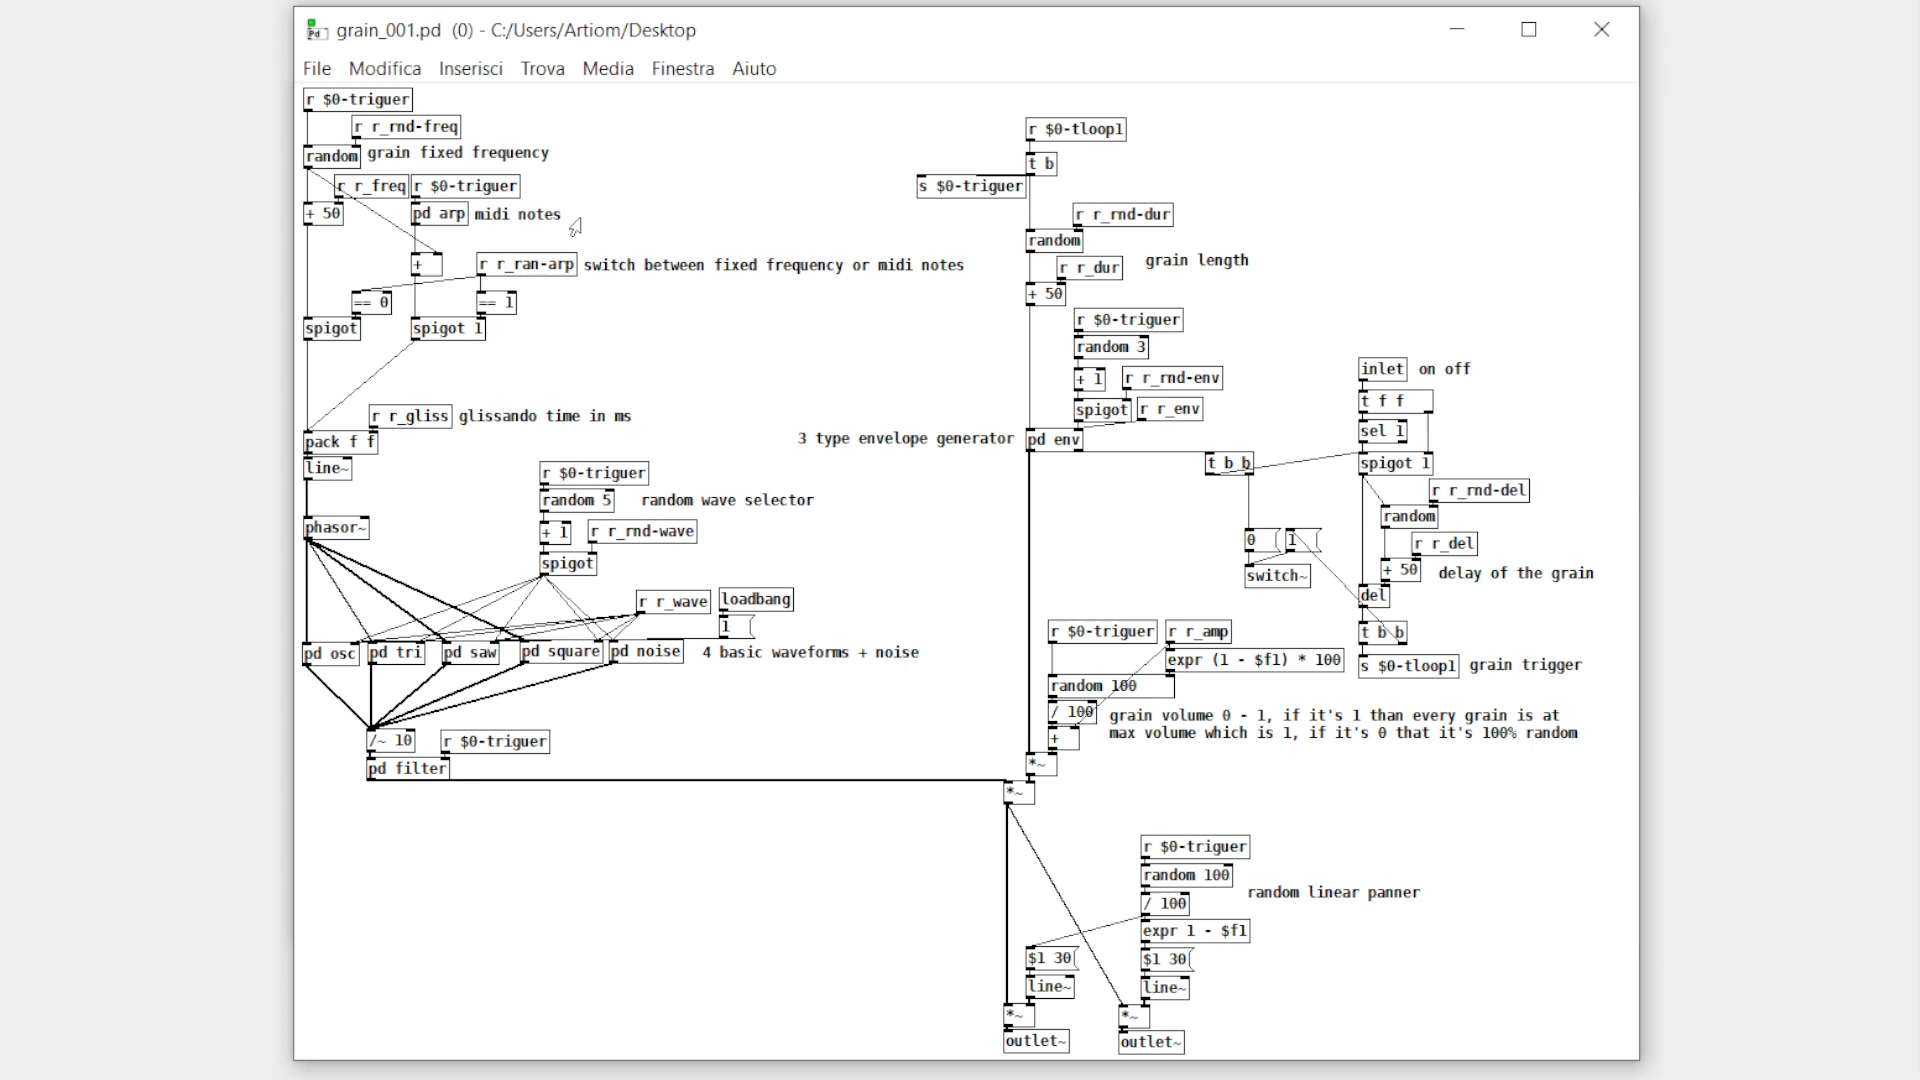 grain_001.pd (0) - C:/Users/Artiom/Desktop
File Modifica Inserisci Trova Media Finestra Aiuto
r $0-triguer
r r_rnd-freq
random
grain fixed frequency
r r_freq
r $0-triguer
+ 50
pd arp
midi notes
+
r r_ran-arp
switch between fixed frequency or midi notes
== 0
== 1
spigot
spigot 1
r r_gliss
glissando time in ms
pack f f
line~
phasor~
r $0-triguer
random 5
random wave selector
+ 1
r r_rnd-wave
spigot
r r_wave
loadbang
1
pd osc
pd tri
pd saw
pd square
pd noise
4 basic waveforms + noise
/~ 10
r $0-triguer
pd filter
r $0-tloop1
t b
s $0-triguer
r r_rnd-dur
random
grain length
r r_dur
+ 50
r $0-triguer
random 3
+ 1
r r_rnd-env
spigot
r r_env
3 type envelope generator
pd env
t b b
0
1
switch~
inlet
on off
t f f
sel 1
spigot 1
r r_rnd-del
random
r r_del
+ 50
delay of the grain
del
t b b
s $0-tloop1
grain trigger
r $0-triguer
r r_amp
expr (1 - $f1) * 100
random 100
/ 100
+
grain volume 0 - 1, if it's 1 than every grain is at
max volume which is 1, if it's 0 that it's 100% random
*~
*~
r $0-triguer
random 100
random linear panner
/ 100
expr 1 - $f1
$1 30
$1 30
line~
line~
*~
*~
outlet~
outlet~